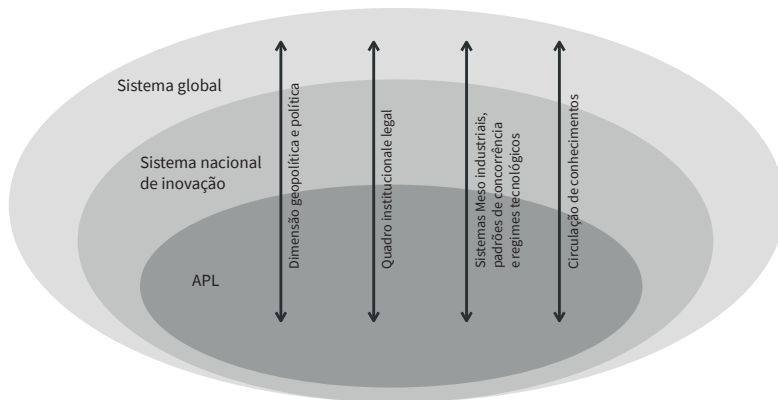 Sistema global
Sistema nacional
de inovação
APL
Dimensão geopolítica e política
Quadro institucionale legal
Sistemas Meso industriais,
padrões de concorrência
e regimes tecnológicos
Circulação de conhecimentos